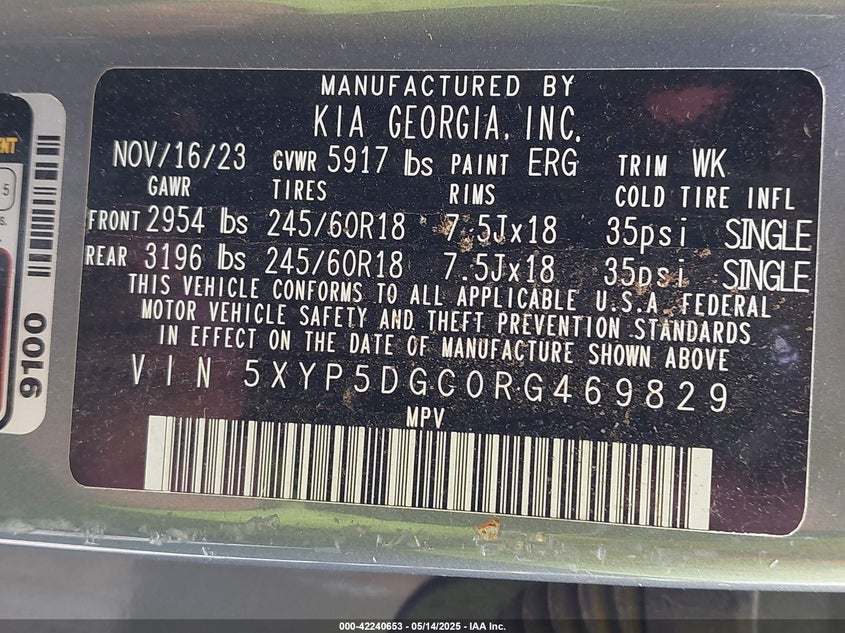 MANUFACTURED BY
KIA GEORGIA, INC.
NOV/16/23 GVWR 5917 lbs PAINT ERG TRIM WK
GAWR TIRES RIMS COLD TIRE INFL
FRONT 2954 lbs 245/60R18 7.5Jx18 35psi SINGLE
REAR 3196 lbs 245/60R18 7.5Jx18 35psi SINGLE
THIS VEHICLE CONFORMS TO ALL APPLICABLE U.S.A. FEDERAL
MOTOR VEHICLE SAFETY AND THEFT PREVENTION STANDARDS
IN EFFECT ON THE DATE OF MANUFACTURE SHOWN ABOVE
VIN 5XYP5DGC0RG469829
MPV
5
9100
000-42240653 - 05/14/2025 - IAA Inc.